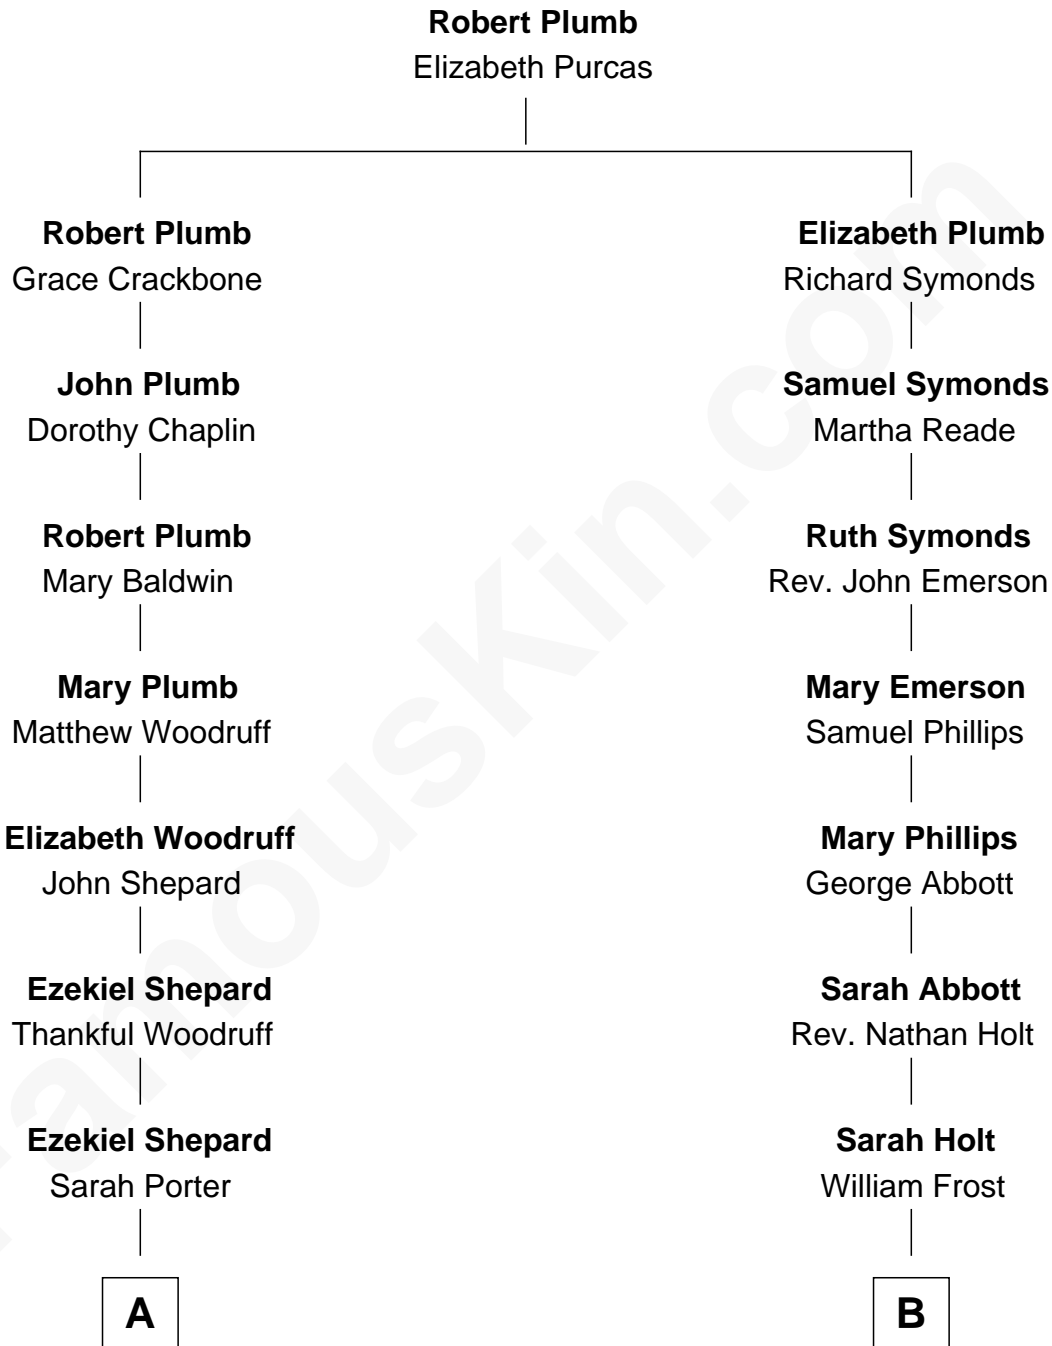 Robert Plumb
Elizabeth Purcas
Robert Plumb
Grace Crackbone
Elizabeth Plumb
Richard Symonds
John Plumb
Dorothy Chaplin
Samuel Symonds
Martha Reade
Robert Plumb
Mary Baldwin
Ruth Symonds
Rev. John Emerson
Mary Plumb
Matthew Woodruff
Mary Emerson
Samuel Phillips
Elizabeth Woodruff
John Shepard
Mary Phillips
George Abbott
Ezekiel Shepard
Thankful Woodruff
Sarah Abbott
Rev. Nathan Holt
Ezekiel Shepard
Sarah Porter
Sarah Holt
William Frost
A
B
FamousKin.com